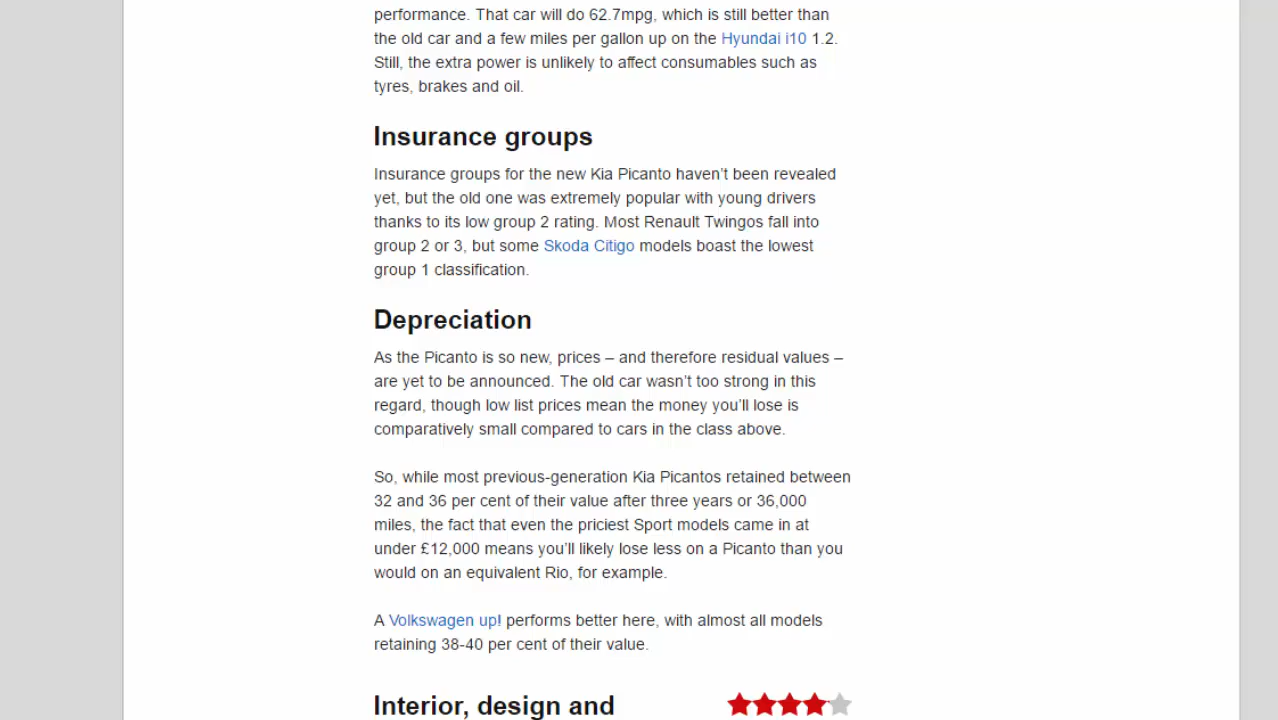 performance. That car will do 62.7mpg, which is still better than
the old car and a few miles per gallon up on the Hyundai i10 1.2.
Still, the extra power is unlikely to affect consumables such as
tyres, brakes and oil.
Insurance groups
Insurance groups for the new Kia Picanto haven’t been revealed
yet, but the old one was extremely popular with young drivers
thanks to its low group 2 rating. Most Renault Twingos fall into
group 2 or 3, but some Skoda Citigo models boast the lowest
group 1 classification.
Depreciation
As the Picanto is so new, prices – and therefore residual values –
are yet to be announced. The old car wasn’t too strong in this
regard, though low list prices mean the money you’ll lose is
comparatively small compared to cars in the class above.
So, while most previous-generation Kia Picantos retained between
32 and 36 per cent of their value after three years or 36,000
miles, the fact that even the priciest Sport models came in at
under £12,000 means you’ll likely lose less on a Picanto than you
would on an equivalent Rio, for example.
A Volkswagen up! performs better here, with almost all models
retaining 38-40 per cent of their value.
Interior, design and